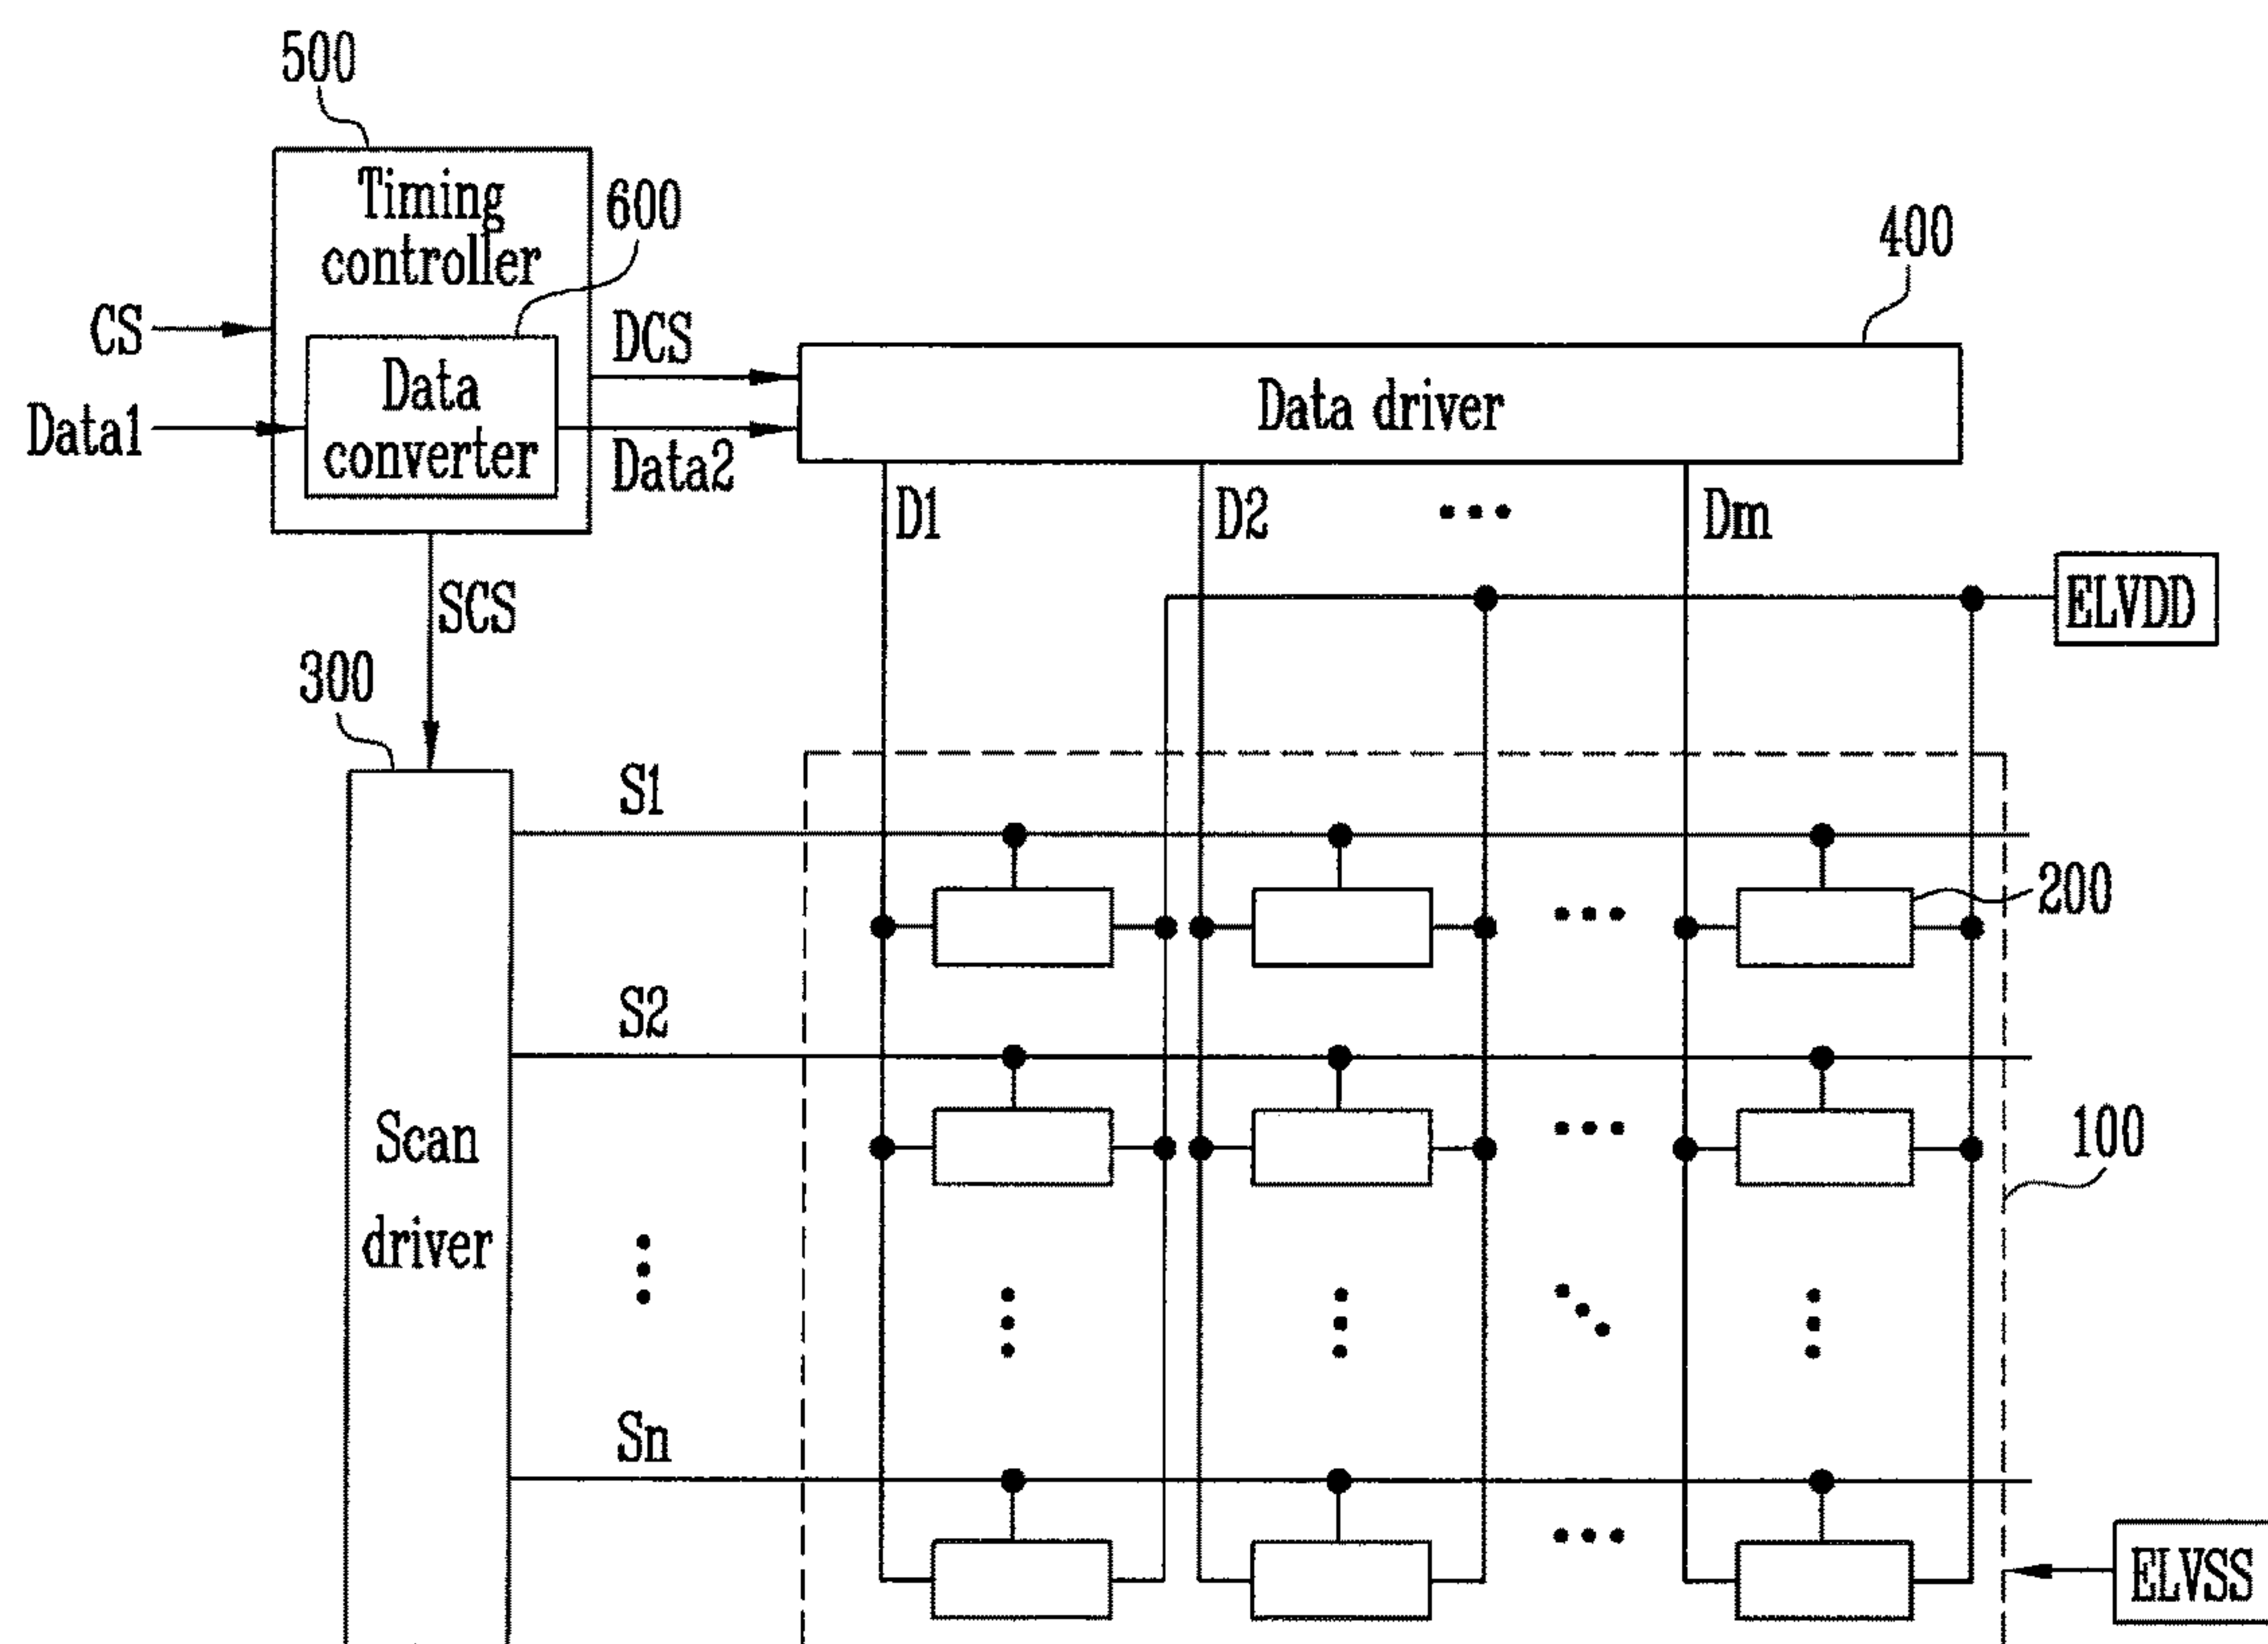 500
Timing
controller
600
400
CS
DCS
Data1
Data
converter
Data2
Data driver
D1
D2
Dm
ELVDD
SCS
300
S1
200
S2
Scan
driver
100
Sn
ELVSS